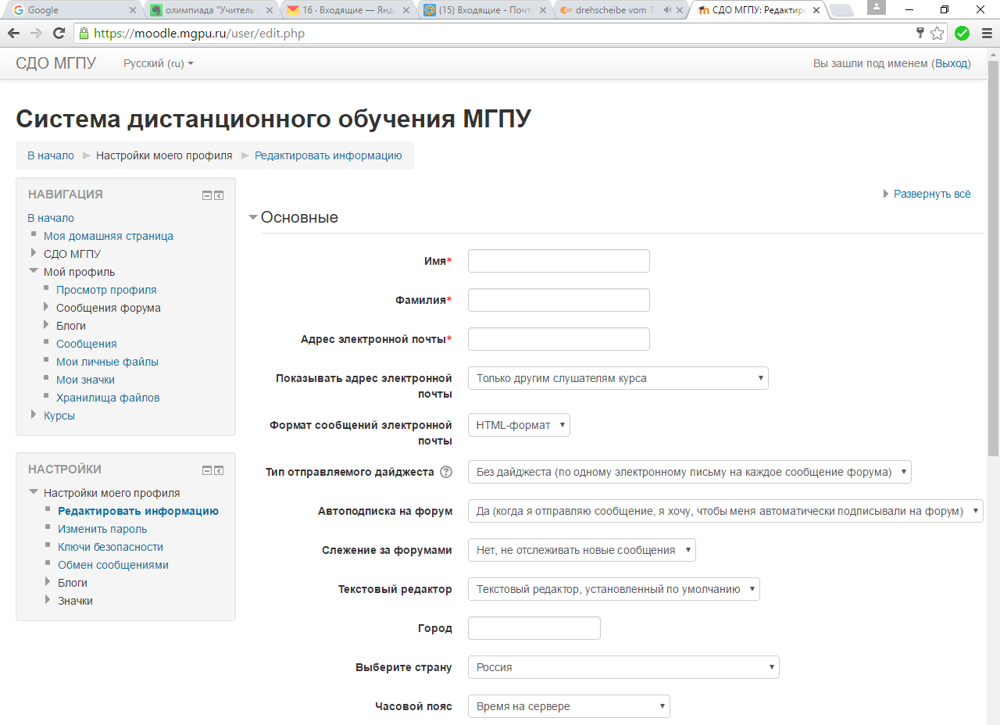 Google
олимпиада "Учитель
16 · Входящие — Янд
(15) Входящие - Почт
drehscheibe vom 1
СДО МГПУ: Редактиро
https://moodle.mgpu.ru/user/edit.php
СДО МГПУ
Русский (ru)
Вы зашли под именем (Выход)
Система дистанционного обучения МГПУ
В начало
Настройки моего профиля
Редактировать информацию
НАВИГАЦИЯ
В начало
Моя домашняя страница
СДО МГПУ
Мой профиль
Просмотр профиля
Сообщения форума
Блоги
Сообщения
Мои личные файлы
Мои значки
Хранилища файлов
Курсы
НАСТРОЙКИ
Настройки моего профиля
Редактировать информацию
Изменить пароль
Ключи безопасности
Обмен сообщениями
Блоги
Значки
Развернуть всё
Основные
Имя*
Фамилия*
Адрес электронной почты*
Показывать адрес электронной
почты
Только другим слушателям курса
Формат сообщений электронной
почты
HTML-формат
Тип отправляемого дайджеста
Без дайджеста (по одному электронному письму на каждое сообщение форума)
Автоподписка на форум
Да (когда я отправляю сообщение, я хочу, чтобы меня автоматически подписывали на форум)
Слежение за форумами
Нет, не отслеживать новые сообщения
Текстовый редактор
Текстовый редактор, установленный по умолчанию
Город
Выберите страну
Россия
Часовой пояс
Время на сервере